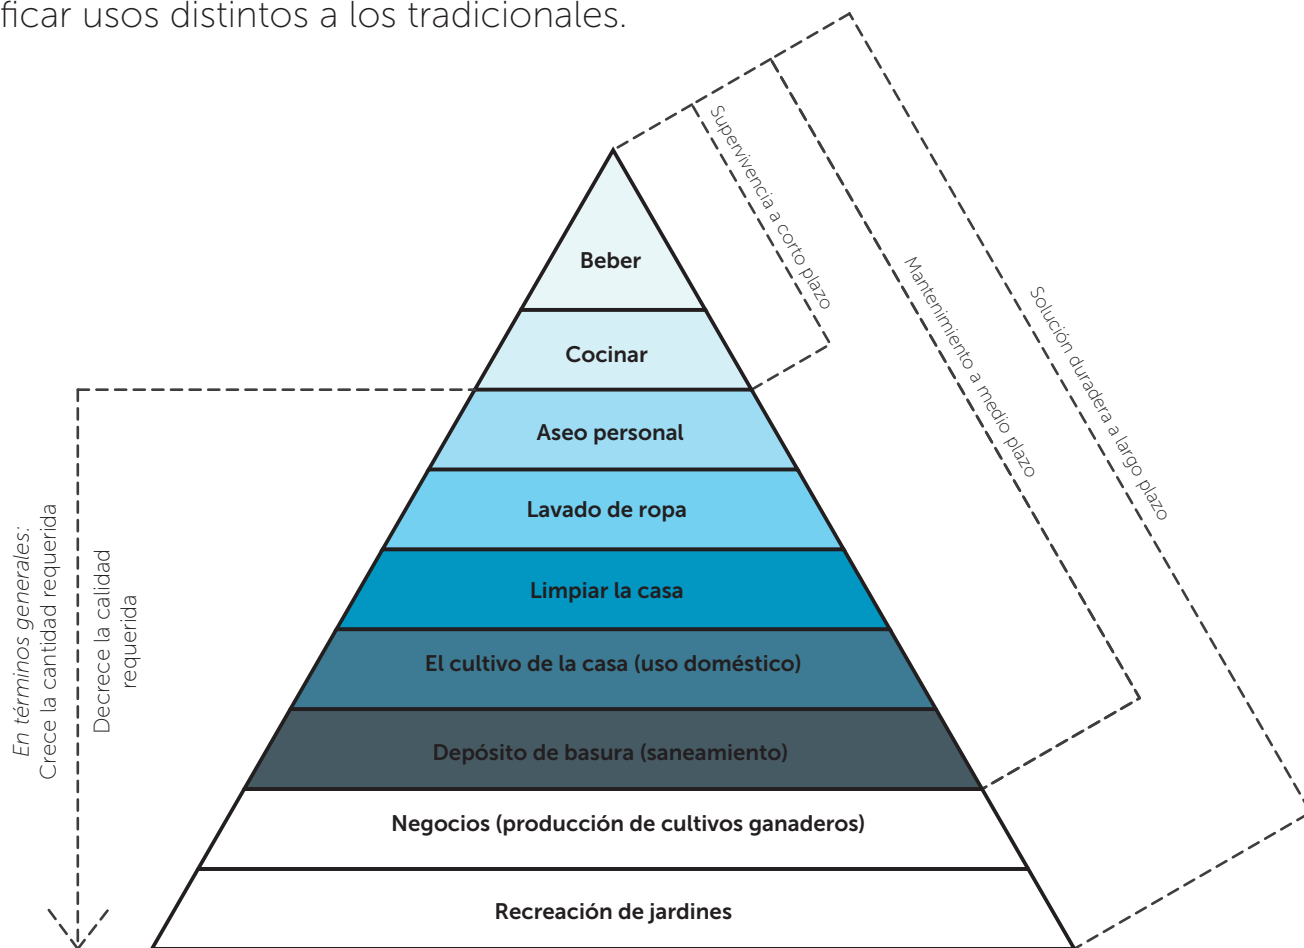 ficar usos distintos a los tradicionales.
Supervivencia a corto plazo
Mantenimiento a medio plazo
Solución duradera a largo plazo
Beber
Cocinar
Aseo personal
Lavado de ropa
Limpiar la casa
El cultivo de la casa (uso doméstico)
Depósito de basura (saneamiento)
Negocios (producción de cultivos ganaderos)
Recreación de jardines
En términos generales:
Crece la cantidad requerida
Decrece la calidad
requerida